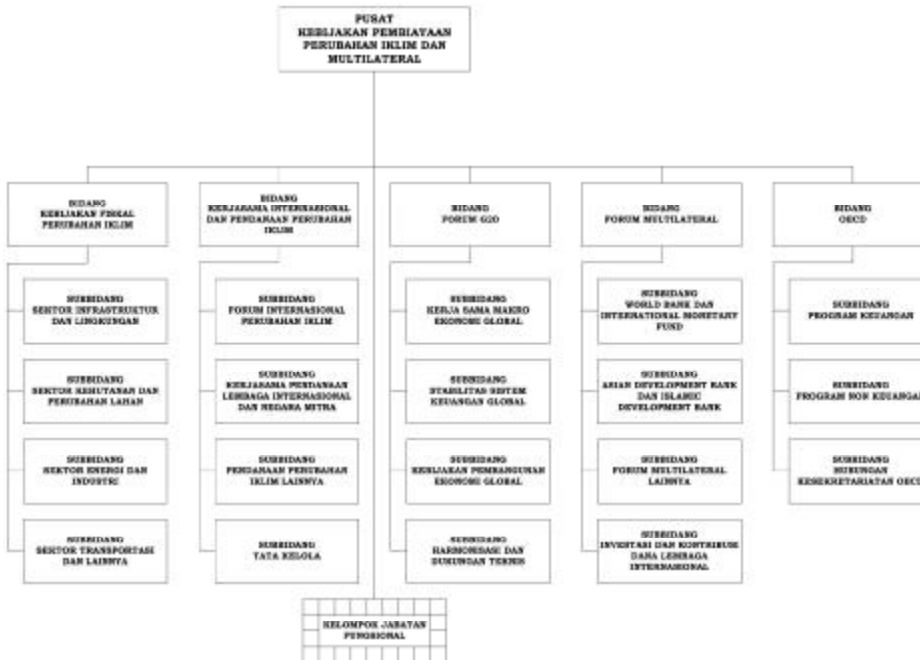 PUSAT
KEBIJAKAN PEMBIAYAAN
PERUBAHAN IKLIM DAN
MULTILATERAL
BIDANG
KEBIJAKAN FISKAL
PERUBAHAN IKLIM
SUBBIDANG
SEKTOR INFRASTRUKTUR
DAN LINGKUNGAN
SUBBIDANG
SEKTOR KEHUTANAN DAN
PERUBAHAN LAHAN
SUBBIDANG
SEKTOR ENERGI DAN
INDUSTRI
SUBBIDANG
SEKTOR TRANSPORTASI
DAN LAINNYA
BIDANG
KERJASAMA INTERNASIONAL
DAN PENDANAAN PERUBAHAN
IKLIM
SUBBIDANG
FORUM INTERNASIONAL
PERUBAHAN IKLIM
SUBBIDANG
KERJASAMA PENDANAAN
LEMBAGA INTERNASIONAL
DAN NEGARA MITRA
SUBBIDANG
PENDANAAN PERUBAHAN
IKLIM LAINNYA
SUBBIDANG
TATA KELOLA
BIDANG
FORUM G20
SUBBIDANG
KERJA SAMA MAKRO
EKONOMI GLOBAL
SUBBIDANG
STABILITAS SISTEM
KEUANGAN GLOBAL
SUBBIDANG
KEBIJAKAN PEMBANGUNAN
EKONOMI GLOBAL
SUBBIDANG
HARMONISASI DAN
DUKUNGAN TEKNIS
BIDANG
FORUM MULTILATERAL
SUBBIDANG
WORLD BANK DAN
INTERNATIONAL MONETARY
FUND
SUBBIDANG
ASIAN DEVELOPMENT BANK
DAN ISLAMIC
DEVELOPMENT BANK
SUBBIDANG
FORUM MULTILATERAL
LAINNYA
SUBBIDANG
INVESTASI DAN KONTRIBUSI
DANA LEMBAGA
INTERNASIONAL
BIDANG
OECD
SUBBIDANG
PROGRAM KEUANGAN
SUBBIDANG
PROGRAM NON KEUANGAN
SUBBIDANG
HUBUNGAN
KESEKRETARIATAN OECD
KELOMPOK JABATAN
FUNGSIONAL